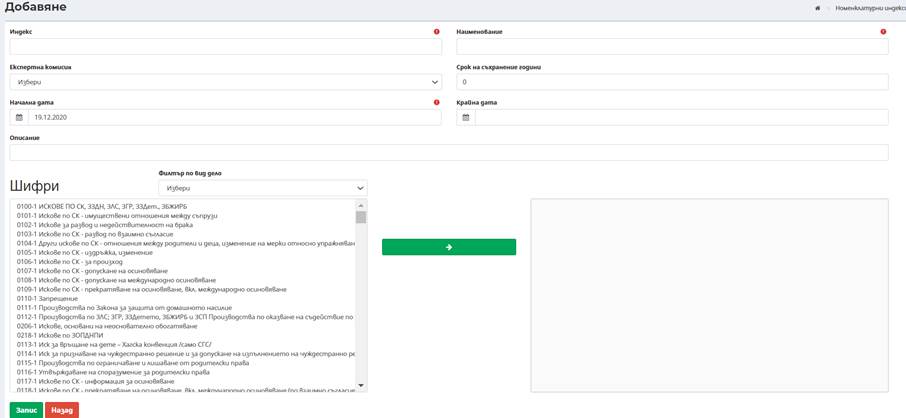 Добавяне
Номенклатурни индекси
Индекс
Наименование
Експертна комисия
Срок на съхранение години
Избери
0
Начална дата
Крайна дата
19.12.2020
Описание
Шифри
Филтър по вид дело
Избери
0100-1 ИСКОВЕ ПО СК, ЗЗДН, ЗЛС, ЗГР, ЗЗДет., ЗБЖИРБ
0101-1 Искове по СК - имуществени отношения между съпрузи
0102-1 Искове за развод и недействителност на брака
0103-1 Искове по СК - развод по взаимно съгласие
0104-1 Други искове по СК - отношения между родители и деца, изменение на мерки относно упражняван
0105-1 Искове по СК - издръжка, изменение
0106-1 Искове по СК - за произход
0107-1 Искове по СК - допускане на осиновяване
0108-1 Искове по СК - допускане на международно осиновяване
0109-1 Искове по СК - прекратяване на осиновяване, вкл. международно осиновяване
0110-1 Запрещение
0111-1 Производства по Закона за защита от домашното насилие
0112-1 Производства по ЗЛС; ЗГР, ЗЗДетето, ЗБЖИРБ и ЗСП Производства по оказване на съдействие по
0206-1 Искове, основани на неоснователно обогатяване
0218-1 Искове по ЗОПДНПИ
0113-1 Иск за връщане на дете – Хагска конвенция /само СГС/
0114-1 Иск за признаване на чуждестранно решение и за допускане на изпълнението на чуждестранно ре
0115-1 Производства по ограничаване и лишаване от родителски права
0116-1 Утвърждаване на споразумение за родителски права
0117-1 Искове по СК - информация за осиновяване
0118-1 Искове по СК - прекратяване на осиновяване, вкл. международно осиновяване (по взаимно съгласие
Запис
Назад